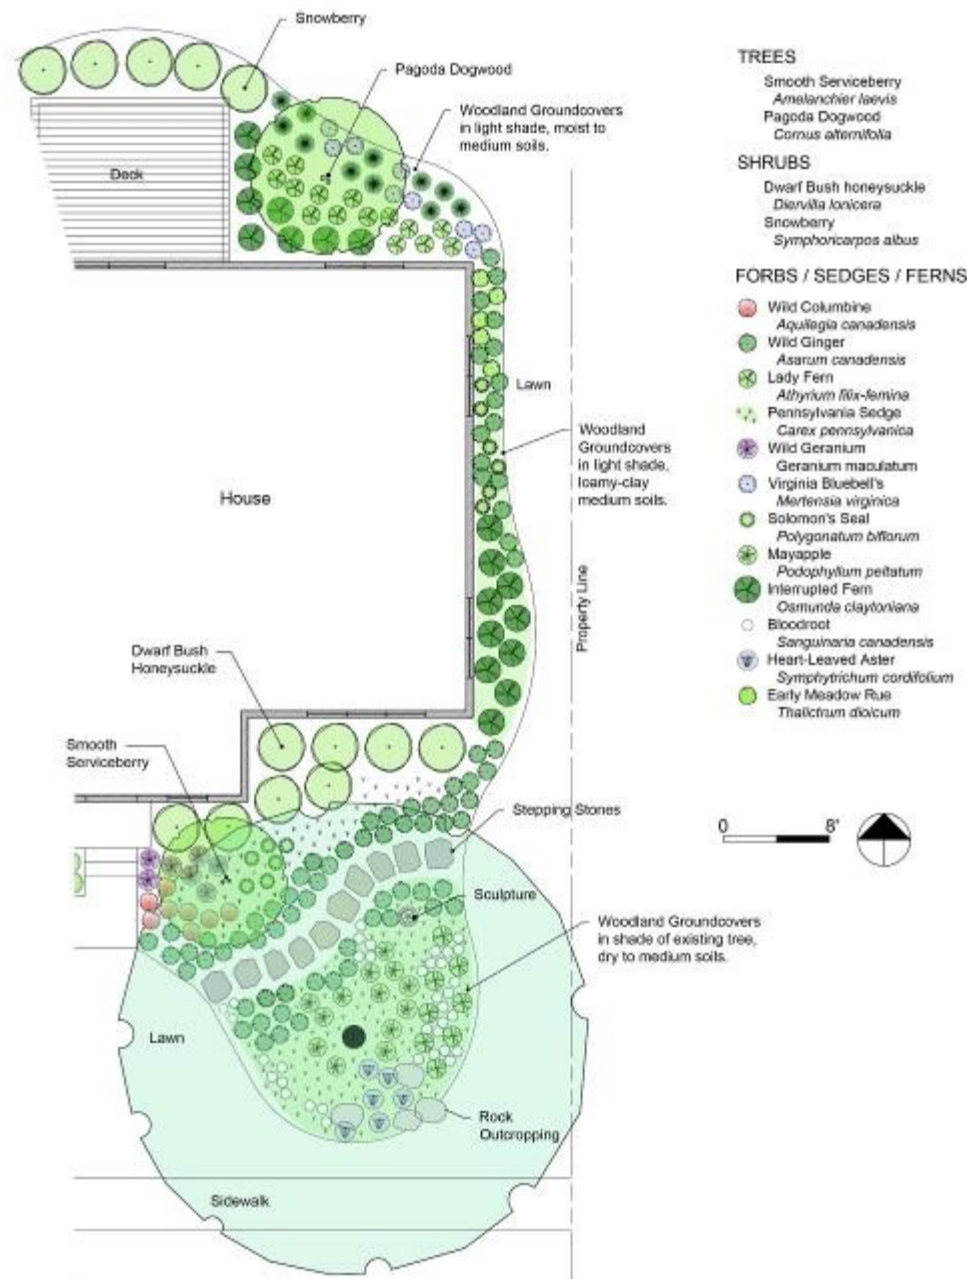 Snowberry
Pagoda Dogwood
Woodland Groundcovers
in light shade, moist to
medium soils.
Deck
Lawn
Woodland
Groundcovers
in light shade,
loamy-clay
medium soils.
House
Property Line
Dwarf Bush
Honeysuckle
Smooth
Serviceberry
Stepping Stones
Sculpture
Woodland Groundcovers
in shade of existing tree,
dry to medium soils.
Lawn
Rock
Outcropping
Sidewalk
TREES
Smooth Serviceberry
Amelanchier laevis
Pagoda Dogwood
Cornus alternifolia
SHRUBS
Dwarf Bush honeysuckle
Diervilla lonicera
Snowberry
Symphoricarpos albus
FORBS / SEDGES / FERNS
Wild Columbine
Aquilegia canadensis
Wild Ginger
Asarum canadensis
Lady Fern
Athyrium filix-femina
Pennsylvania Sedge
Carex pensylvanica
Wild Geranium
Geranium maculatum
Virginia Bluebell's
Mertensia virginica
Solomon's Seal
Polygonatum biflorum
Mayapple
Podophyllum peltatum
Interrupted Fern
Osmunda claytoniana
Bloodroot
Sanguinaria canadensis
Heart-Leaved Aster
Symphytrichum cordifolium
Early Meadow Rue
Thalictrum dioicum
0 8'